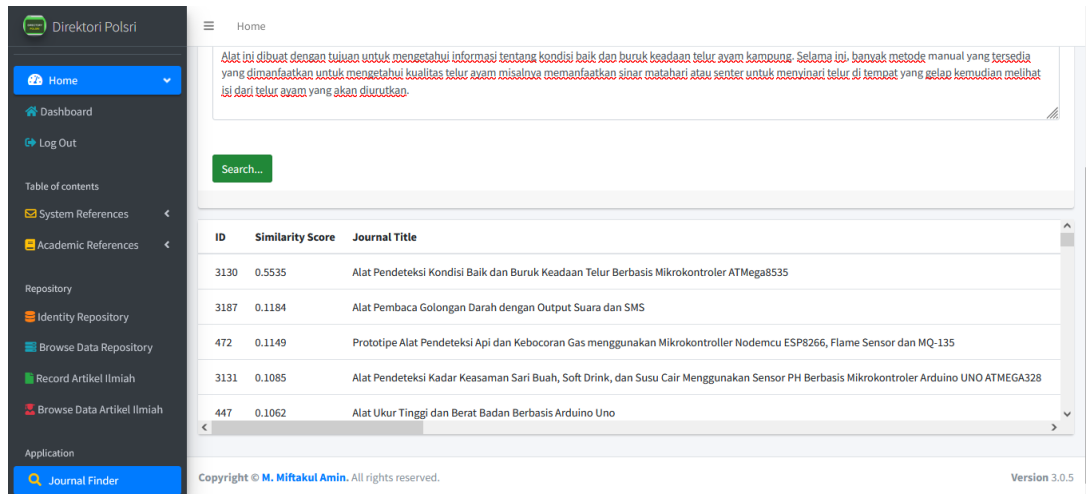 Direktori Polsri
Home
Dashboard
Log Out
Table of contents
System References
Academic References
Repository
Identity Repository
Browse Data Repository
Record Artikel Ilmiah
Browse Data Artikel Ilmiah
Application
Journal Finder
Home
Alat ini dibuat dengan tujuan untuk mengetahui informasi tentang kondisi baik dan buruk keadaan telur ayam kampung. Selama ini, banyak metode manual yang tersedia
yang dimanfaatkan untuk mengetahui kualitas telur ayam misalnya memanfaatkan sinar matahari atau senter untuk menyinari telur di tempat yang gelap kemudian melihat
isi dari telur ayam yang akan diurutkan.
Search...
ID Similarity Score Journal Title
3130 0.5535 Alat Pendeteksi Kondisi Baik dan Buruk Keadaan Telur Berbasis Mikrokontroler ATMega8535
3187 0.1184 Alat Pembaca Golongan Darah dengan Output Suara dan SMS
472 0.1149 Prototipe Alat Pendeteksi Api dan Kebocoran Gas menggunakan Mikrokontroller Nodemcu ESP8266, Flame Sensor dan MQ-135
3131 0.1085 Alat Pendeteksi Kadar Keasaman Sari Buah, Soft Drink, dan Susu Cair Menggunakan Sensor PH Berbasis Mikrokontroler Arduino UNO ATMEGA328
447 0.1062 Alat Ukur Tinggi dan Berat Badan Berbasis Arduino Uno
Copyright © M. Miftakul Amin. All rights reserved.
Version 3.0.5